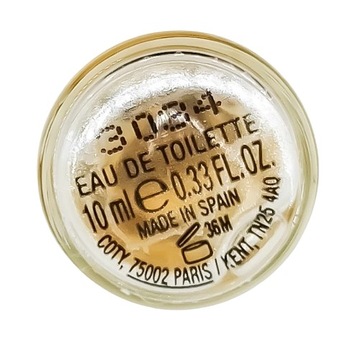 3084
EAU DE TOILETTE
10 ml e 0.33 FL.OZ.
MADE IN SPAIN
36M
COTY, 75002 PARIS / KENT, TN25 4AQ